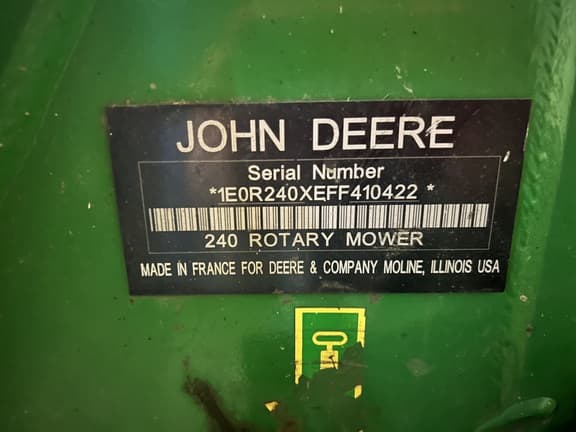 JOHN DEERE
Serial Number
*1E0R240XEFF410422 *
240 ROTARY MOWER
MADE IN FRANCE FOR DEERE & COMPANY MOLINE, ILLINOIS USA